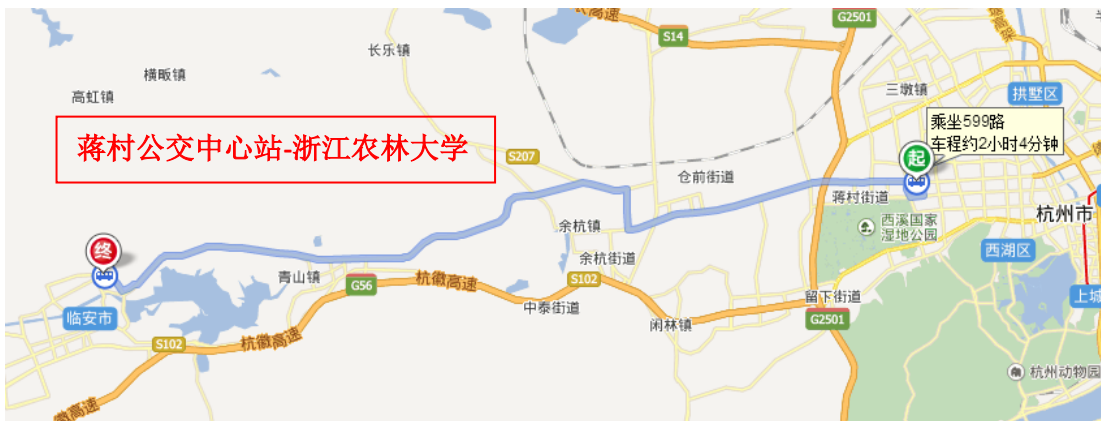 G2501
S14
长乐镇
横畈镇
高虹镇
三墩镇
拱墅区
乘坐599路
车程约2小时4分钟
蒋村公交中心站-浙江农林大学
S207
起
仓前街道
蒋村街道
西溪国家
湿地公园
杭州市
余杭镇
西湖区
终
余杭街道
青山镇
G56
杭徽高速
S102
中泰街道
留下街道
上城
临安市
闲林镇
G2501
S102
杭徽高速
杭州动物园
徽高速